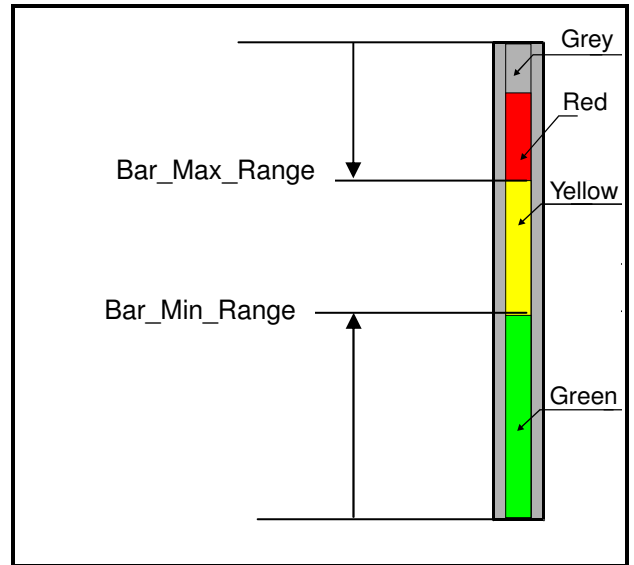 Grey
Red
Bar_Max_Range
Yellow
Bar_Min_Range
Green